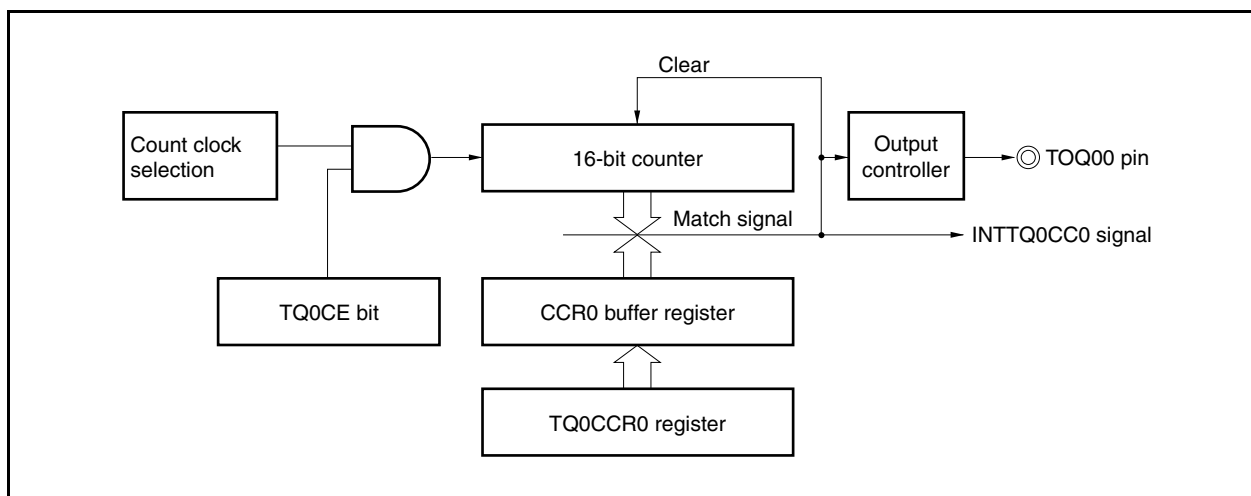 Clear
Count clock
selection
16-bit counter
Output
controller
TOQ00 pin
Match signal
INTTQ0CC0 signal
TQ0CE bit
CCR0 buffer register
TQ0CCR0 register